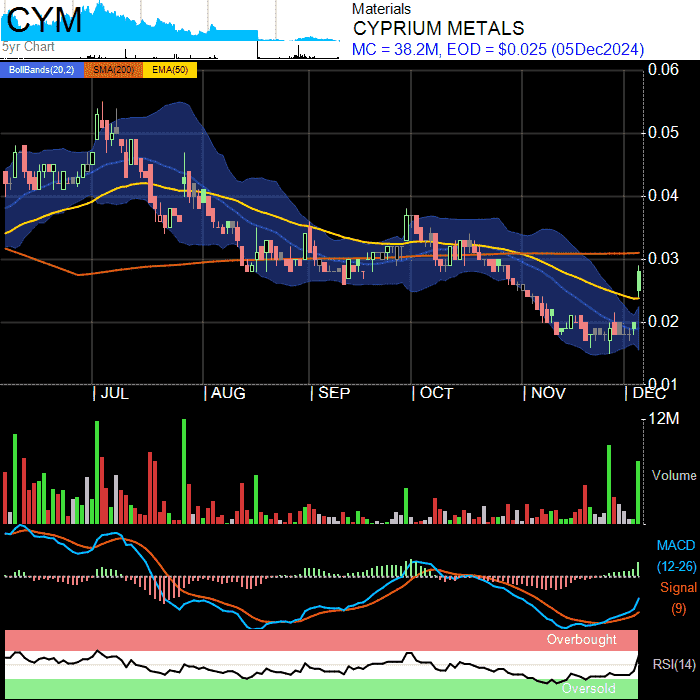 CYM
5yr Chart
Materials
CYPRIUM METALS
MC = 38.2M, EOD = $0.025 (05Dec2024)
BollBands(20,2) SMA(200) EMA(50)
0.06
0.05
0.04
0.03
0.02
0.01
JUL AUG SEP OCT NOV DEC
12M
Volume
MACD
(12-26)
Signal
(9)
Overbought
RSI(14)
Oversold